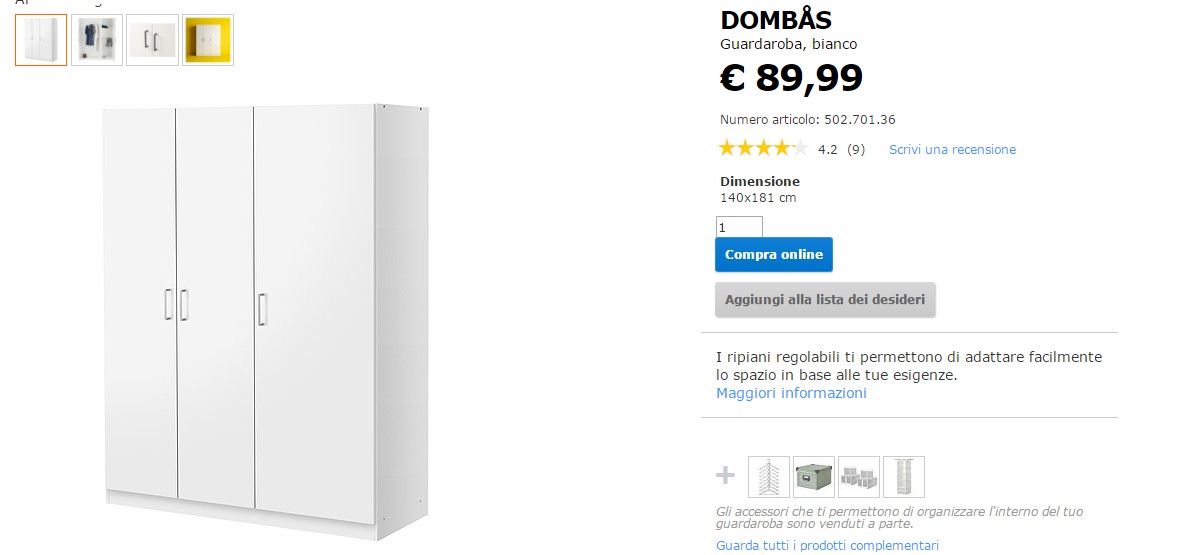 DOMBÅS
Guardaroba, bianco
€ 89,99
Numero articolo: 502.701.36
4.2 (9) Scrivi una recensione
Dimensione
140x181 cm
1
Compra online
Aggiungi alla lista dei desideri
I ripiani regolabili ti permettono di adattare facilmente
lo spazio in base alle tue esigenze.
Maggiori informazioni
+
Gli accessori che ti permettono di organizzare l'interno del tuo
guardaroba sono venduti a parte.
Guarda tutti i prodotti complementari